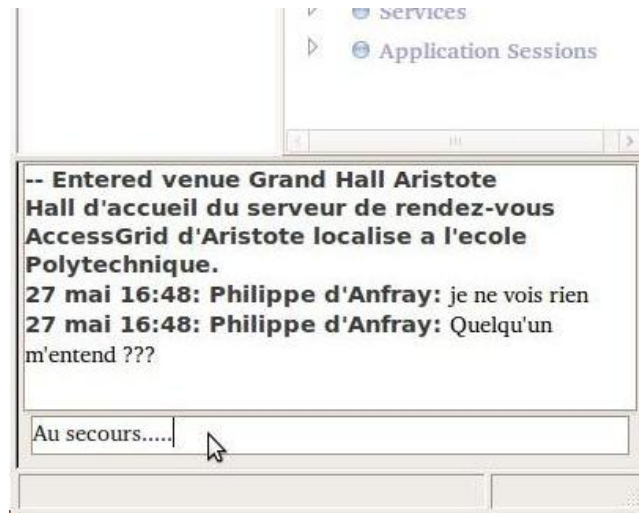 Services
Application Sessions
-- Entered venue Grand Hall Aristote
Hall d'accueil du serveur de rendez-vous
AccessGrid d'Aristote localise a l'ecole
Polytechnique.
27 mai 16:48: Philippe d'Anfray: je ne vois rien
27 mai 16:48: Philippe d'Anfray: Quelqu'un
m'entend ???
Au secours.....